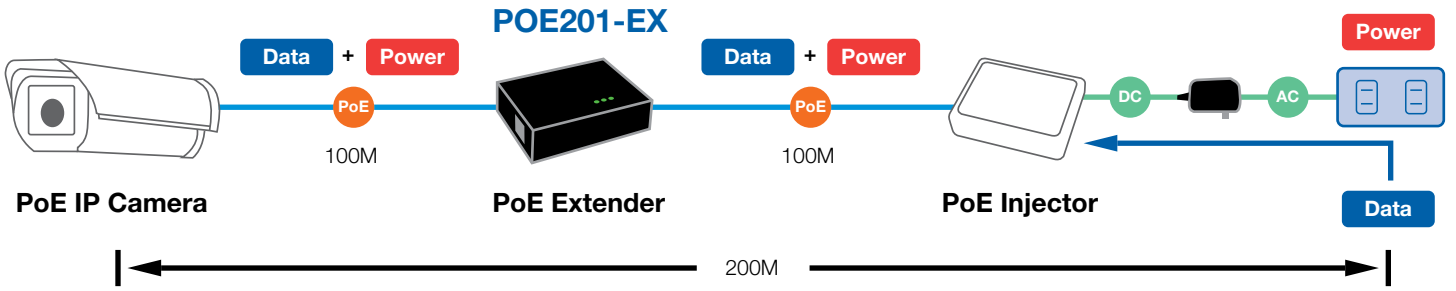 POE201-EX
Data + Power
Data + Power
Power
PoE
PoE
DC
AC
100M
100M
PoE IP Camera
PoE Extender
PoE Injector
Data
200M